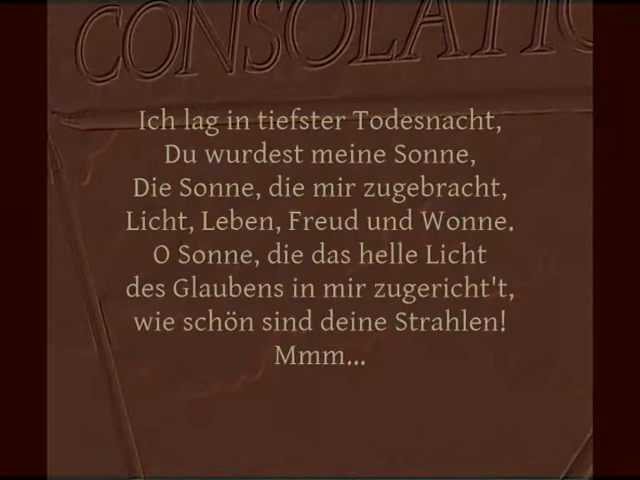 CONSOLATIO
Ich lag in tiefster Todesnacht,
Du wurdest meine Sonne,
Die Sonne, die mir zugebracht,
Licht, Leben, Freud und Wonne.
O Sonne, die das helle Licht
des Glaubens in mir zugericht't,
wie schön sind deine Strahlen!
Mmm...